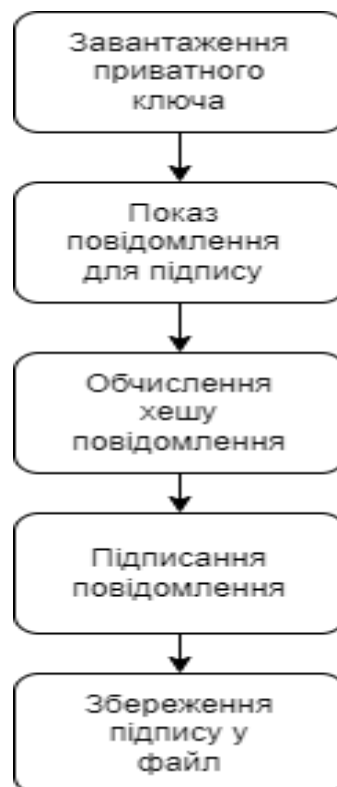 Завантаження
приватного
ключа
Показ
повідомлення
для підпису
Обчислення
хешу
повідомлення
Підписання
повідомлення
Збереження
підпису у
файл